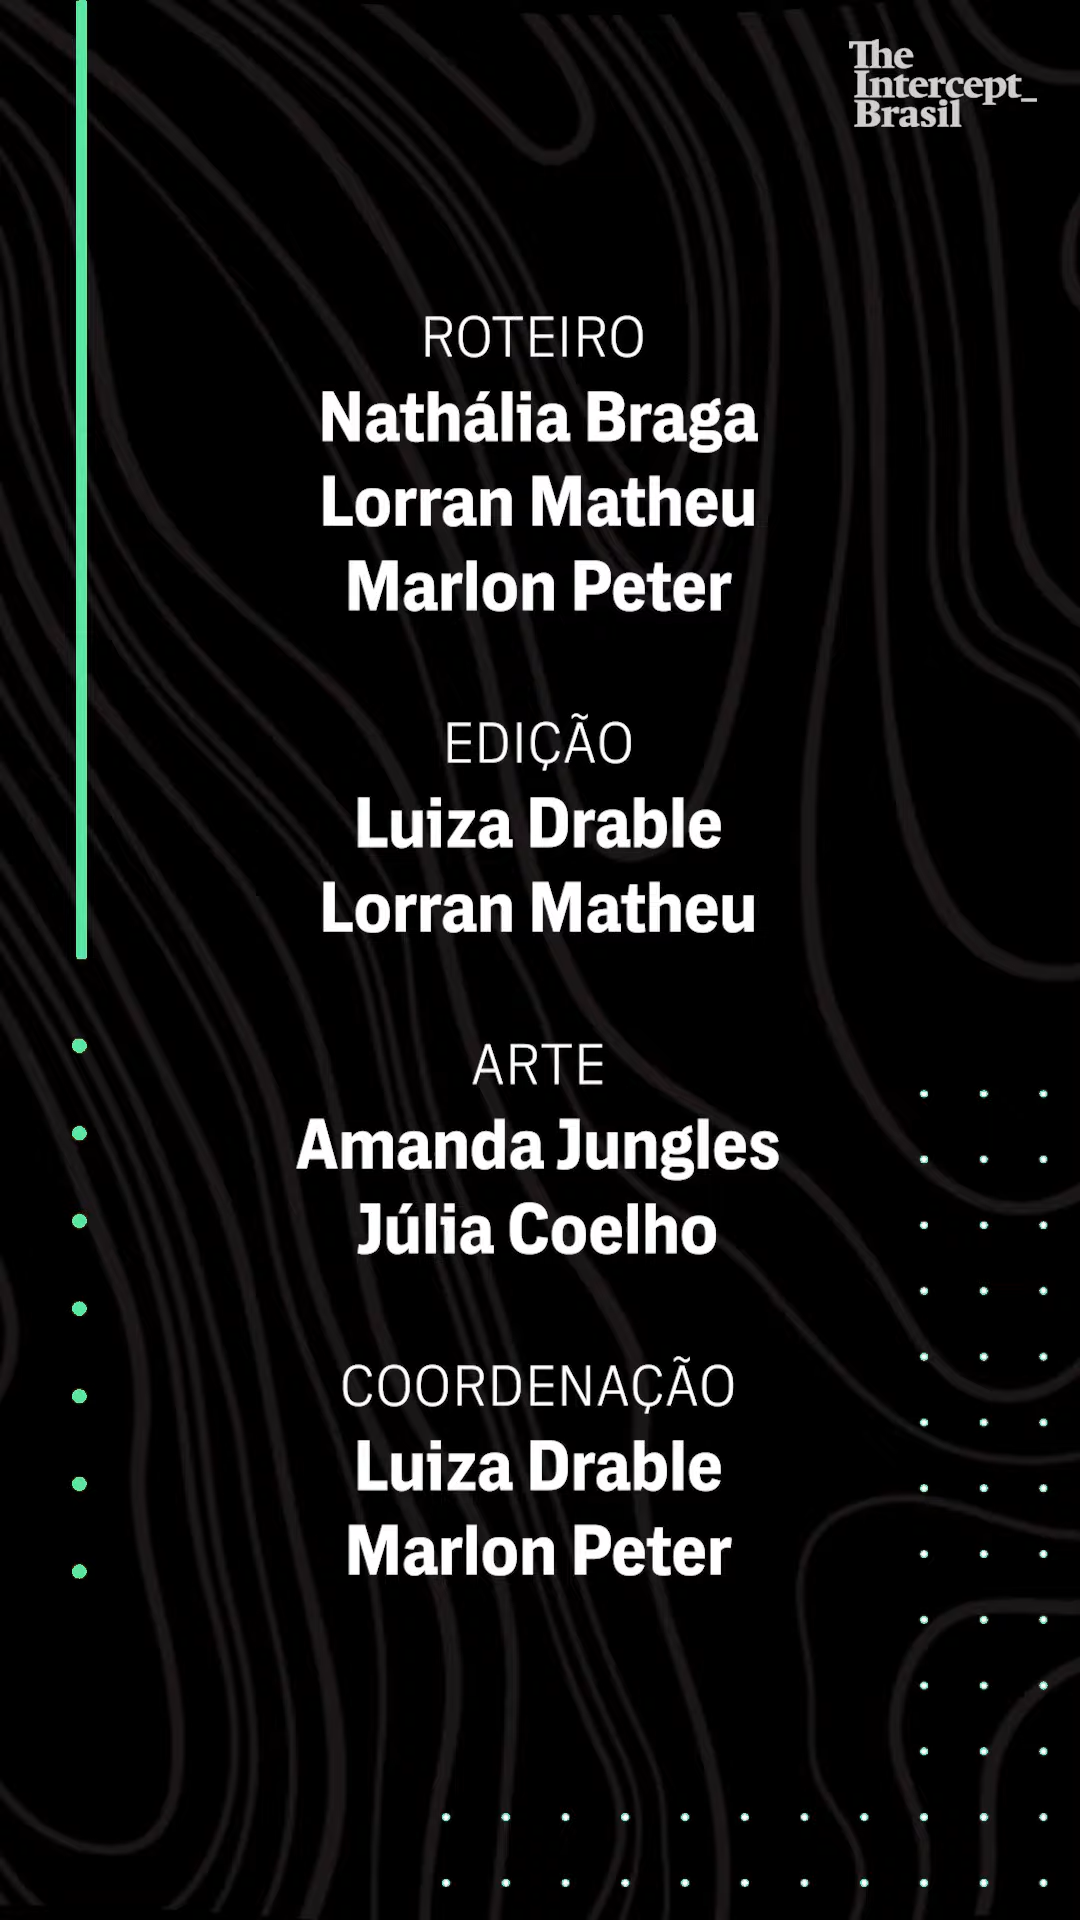 The
Intercept_
Brasil
ROTEIRO
Nathália Braga
Lorran Matheu
Marlon Peter
EDIÇÃO
Luiza Drable
Lorran Matheu
ARTE
Amanda Jungles
Júlia Coelho
COORDENAÇÃO
Luiza Drable
Marlon Peter